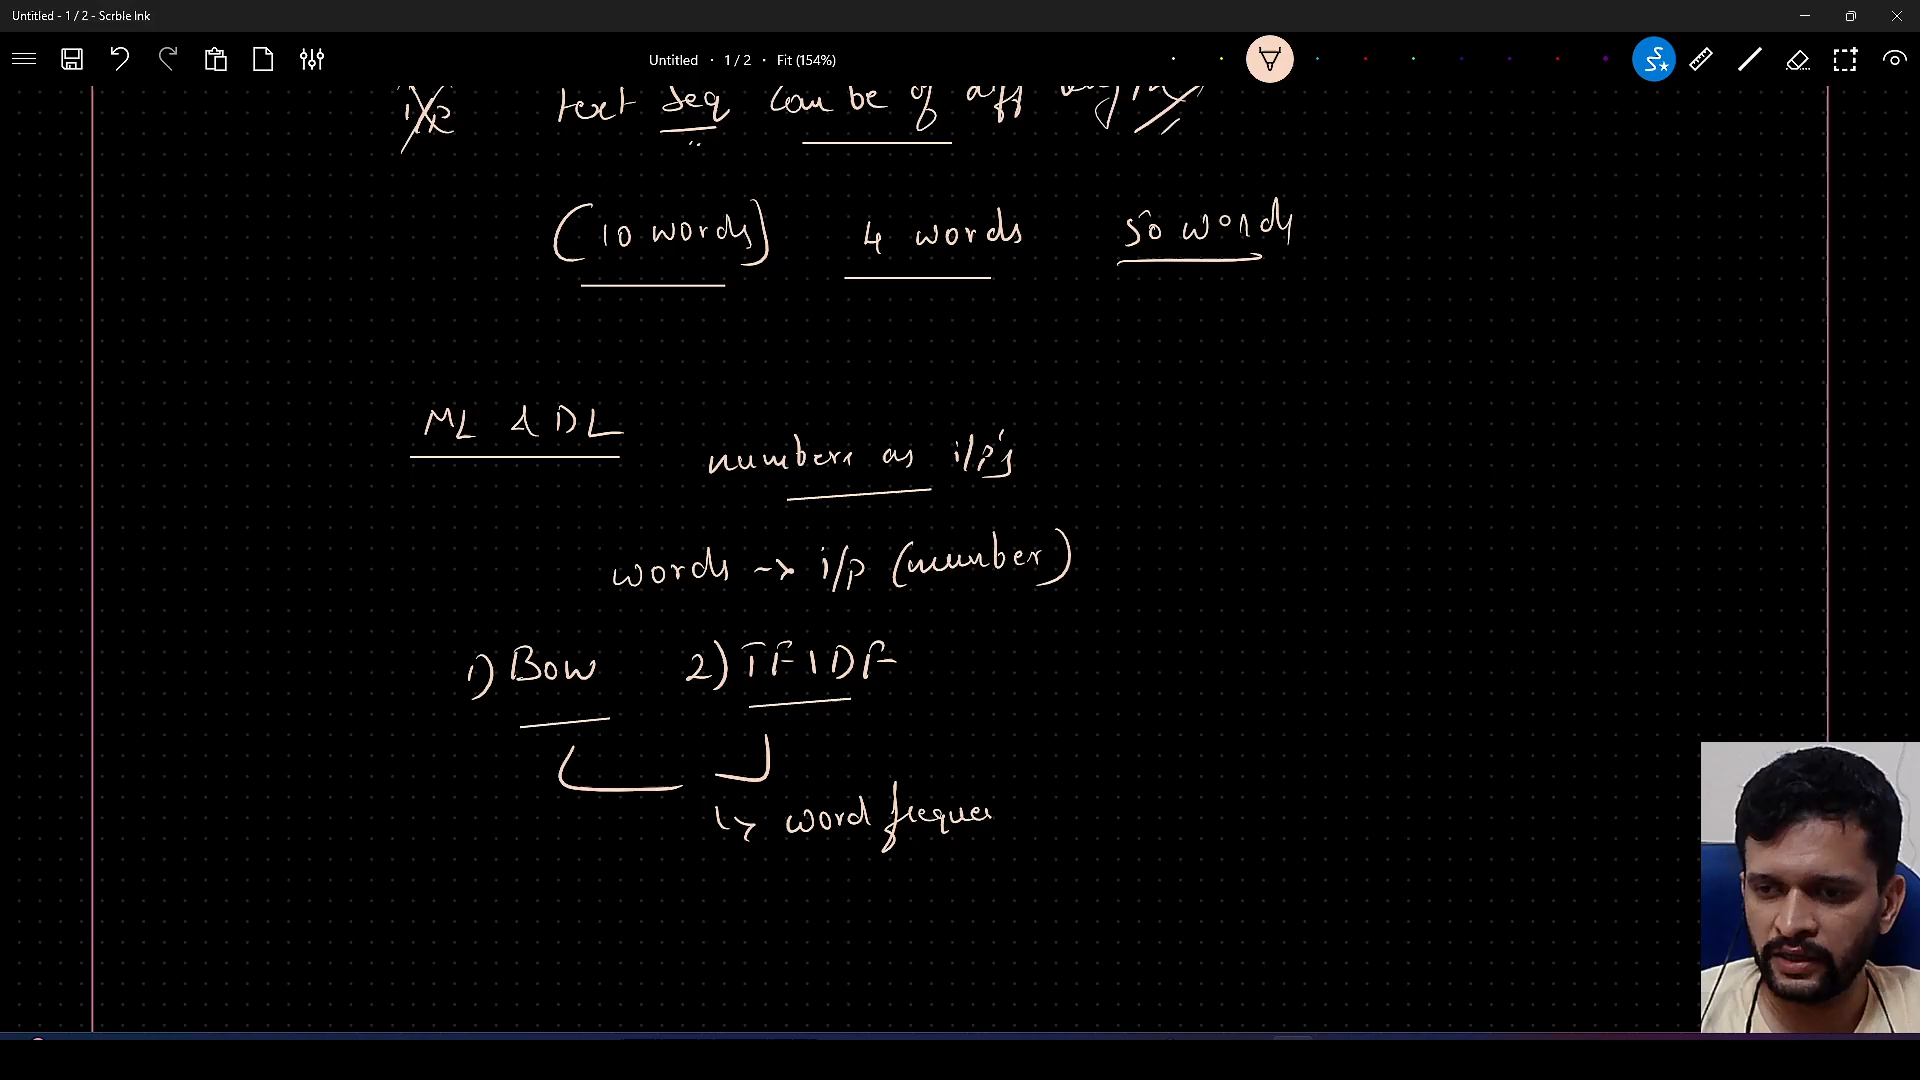 Untitled - 1 / 2 - Scrble Ink
Untitled · 1 / 2 · Fit (154%)
text seq can be of diff
(10 words) 4 words 50 words
ML & DL
numbers as i/p's
words -> i/p (number)
1) BOW 2) TFIDF
↳ word freque